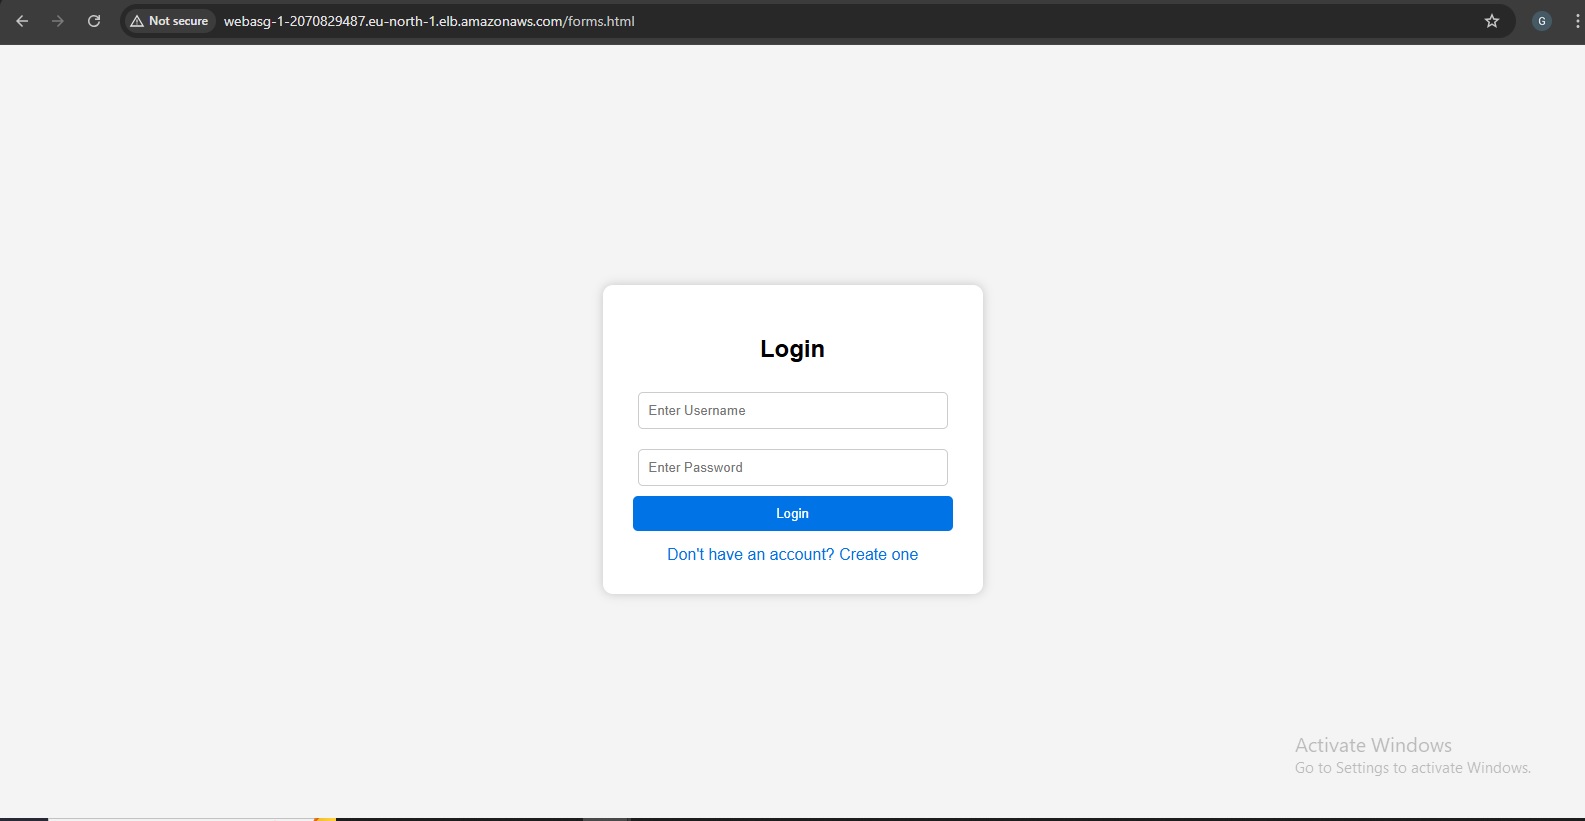 Not secure webasg-1-2070829487.eu-north-1.elb.amazonaws.com/forms.html G
Login
Enter Username
Enter Password
Login
Don't have an account? Create one
Activate Windows
Go to Settings to activate Windows.